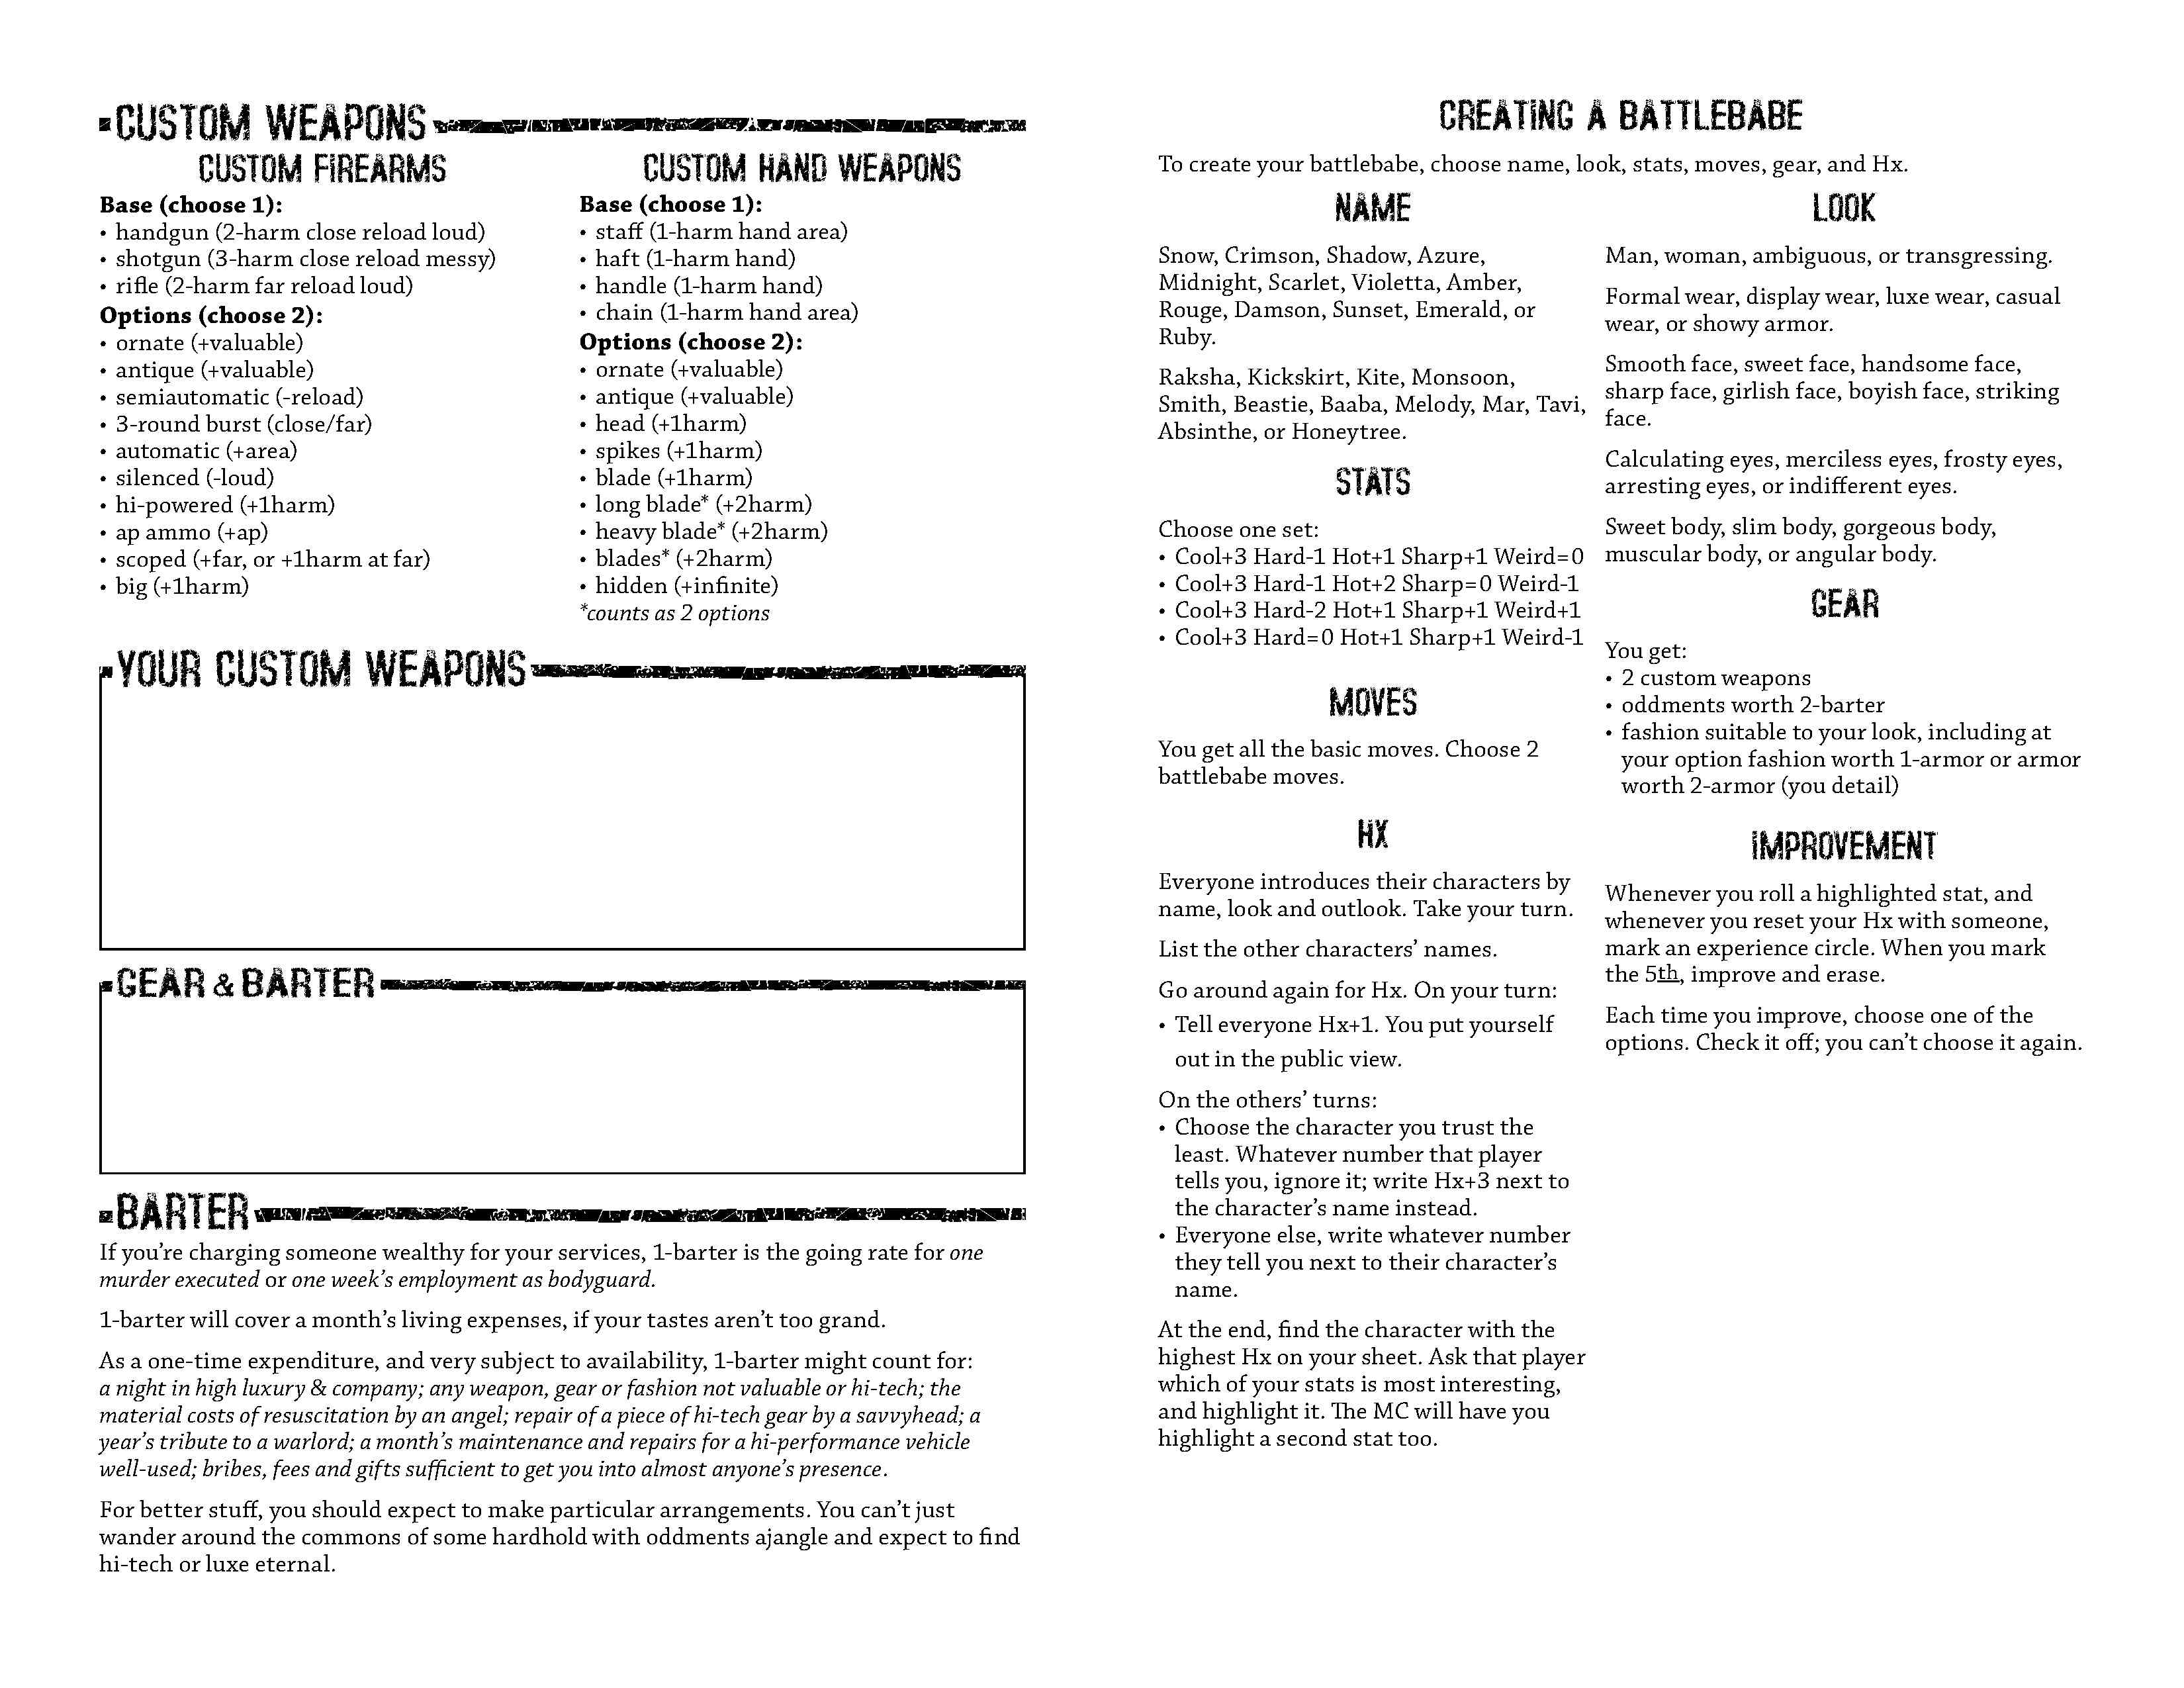 CUSTOM WEAPONS
CUSTOM FIREARMS
Base (choose 1):
• handgun (2-harm close reload loud)
• shotgun (3-harm close reload messy)
• rifle (2-harm far reload loud)
Options (choose 2):
• ornate (+valuable)
• antique (+valuable)
• semiautomatic (-reload)
• 3-round burst (close/far)
• automatic (+area)
• silenced (-loud)
• hi-powered (+1harm)
• ap ammo (+ap)
• scoped (+far, or +1harm at far)
• big (+1harm)
CUSTOM HAND WEAPONS
Base (choose 1):
• staff (1-harm hand area)
• haft (1-harm hand)
• handle (1-harm hand)
• chain (1-harm hand area)
Options (choose 2):
• ornate (+valuable)
• antique (+valuable)
• head (+1harm)
• spikes (+1harm)
• blade (+1harm)
• long blade* (+2harm)
• heavy blade* (+2harm)
• blades* (+2harm)
• hidden (+infinite)
*counts as 2 options
YOUR CUSTOM WEAPONS
GEAR & BARTER
BARTER
If you're charging someone wealthy for your services, 1-barter is the going rate for one
murder executed or one week's employment as bodyguard.
1-barter will cover a month's living expenses, if your tastes aren't too grand.
As a one-time expenditure, and very subject to availability, 1-barter might count for:
a night in high luxury & company; any weapon, gear or fashion not valuable or hi-tech; the
material costs of resuscitation by an angel; repair of a piece of hi-tech gear by a savvyhead; a
year's tribute to a warlord; a month's maintenance and repairs for a hi-performance vehicle
well-used; bribes, fees and gifts sufficient to get you into almost anyone's presence.
For better stuff, you should expect to make particular arrangements. You can't just
wander around the commons of some hardhold with oddments ajangle and expect to find
hi-tech or luxe eternal.
CREATING A BATTLEBABE
To create your battlebabe, choose name, look, stats, moves, gear, and Hx.
NAME
Snow, Crimson, Shadow, Azure,
Midnight, Scarlet, Violetta, Amber,
Rouge, Damson, Sunset, Emerald, or
Ruby.
Raksha, Kickskirt, Kite, Monsoon,
Smith, Beastie, Baaba, Melody, Mar, Tavi,
Absinthe, or Honeytree.
STATS
Choose one set:
• Cool+3 Hard-1 Hot+1 Sharp+1 Weird=0
• Cool+3 Hard-1 Hot+2 Sharp=0 Weird-1
• Cool+3 Hard-2 Hot+1 Sharp+1 Weird+1
• Cool+3 Hard=0 Hot+1 Sharp+1 Weird-1
MOVES
You get all the basic moves. Choose 2
battlebabe moves.
HX
Everyone introduces their characters by
name, look and outlook. Take your turn.
List the other characters' names.
Go around again for Hx. On your turn:
• Tell everyone Hx+1. You put yourself
out in the public view.
On the others' turns:
• Choose the character you trust the
least. Whatever number that player
tells you, ignore it; write Hx+3 next to
the character's name instead.
• Everyone else, write whatever number
they tell you next to their character's
name.
At the end, find the character with the
highest Hx on your sheet. Ask that player
which of your stats is most interesting,
and highlight it. The MC will have you
highlight a second stat too.
LOOK
Man, woman, ambiguous, or transgressing.
Formal wear, display wear, luxe wear, casual
wear, or showy armor.
Smooth face, sweet face, handsome face,
sharp face, girlish face, boyish face, striking
face.
Calculating eyes, merciless eyes, frosty eyes,
arresting eyes, or indifferent eyes.
Sweet body, slim body, gorgeous body,
muscular body, or angular body.
GEAR
You get:
• 2 custom weapons
• oddments worth 2-barter
• fashion suitable to your look, including at
your option fashion worth 1-armor or armor
worth 2-armor (you detail)
IMPROVEMENT
Whenever you roll a highlighted stat, and
whenever you reset your Hx with someone,
mark an experience circle. When you mark
the 5th, improve and erase.
Each time you improve, choose one of the
options. Check it off; you can't choose it again.